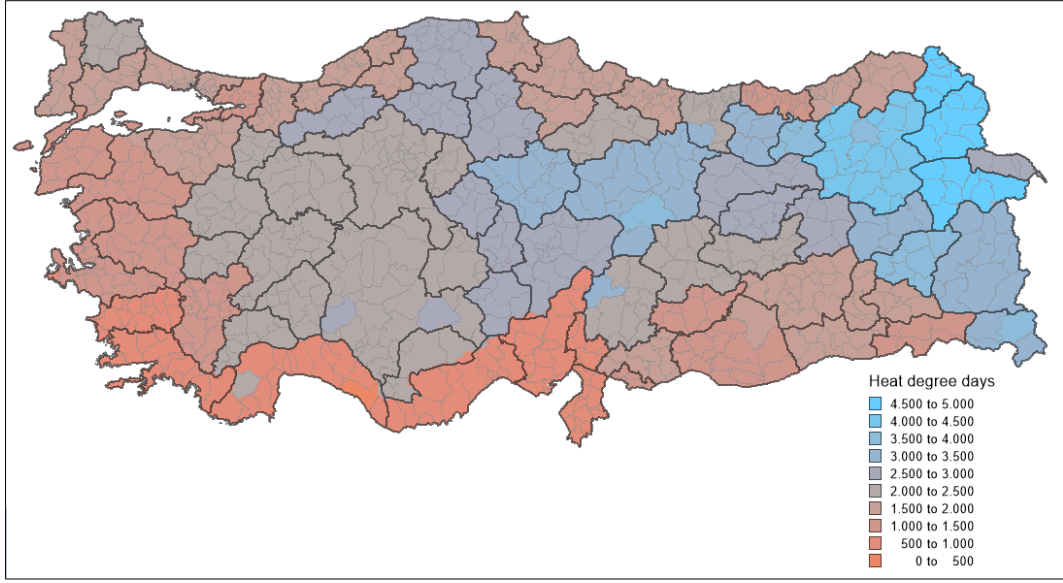 Heat degree days
4.500 to 5.000
4.000 to 4.500
3.500 to 4.000
3.000 to 3.500
2.500 to 3.000
2.000 to 2.500
1.500 to 2.000
1.000 to 1.500
500 to 1.000
0 to 500